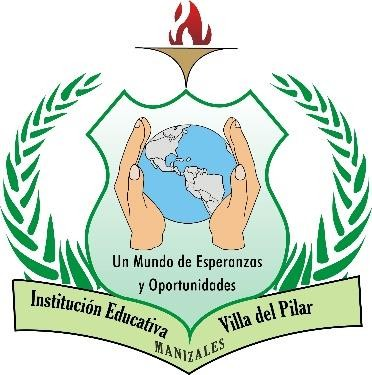 Un Mundo de Esperanzas
y Oportunidades
Institución Educativa Villa del Pilar
MANIZALES